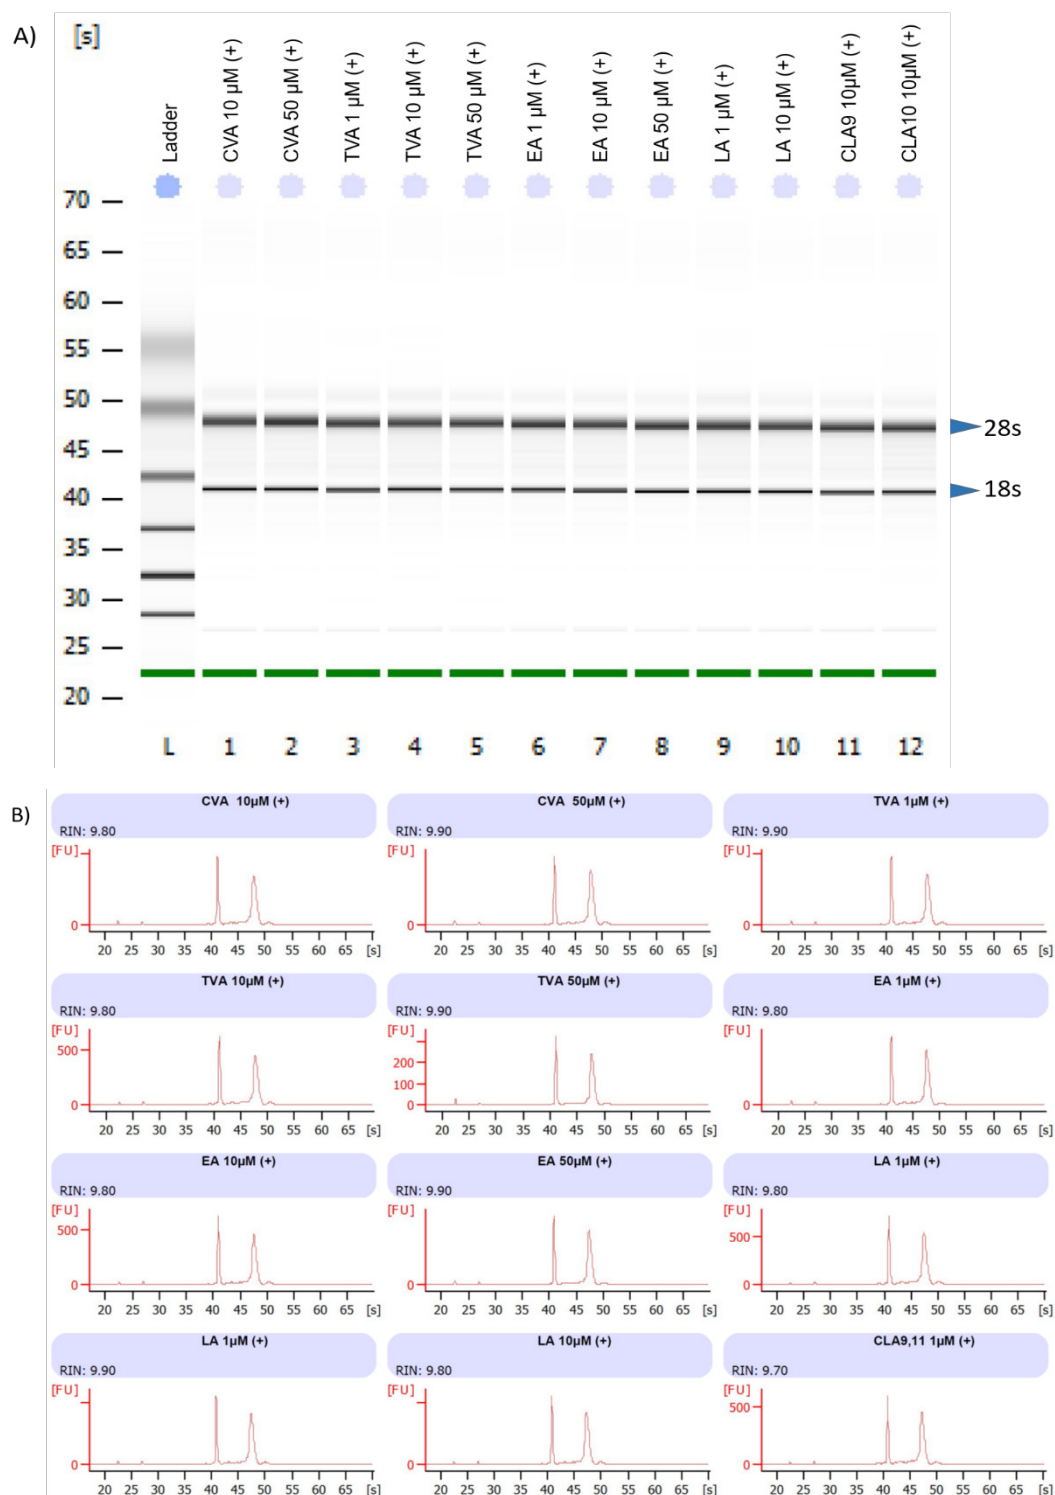 A)
[s]
Ladder
CVA 10 µM (+)
CVA 50 µM (+)
TVA 1 µM (+)
TVA 10 µM (+)
TVA 50 µM (+)
EA 1 µM (+)
EA 10 µM (+)
EA 50 µM (+)
LA 1 µM (+)
LA 10 µM (+)
CLA9 10µM (+)
CLA10 10µM (+)
70
65
60
55
50
45
40
35
30
25
20
28s
18s
L 1 2 3 4 5 6 7 8 9 10 11 12
B)
CVA 10µM (+)
RIN: 9.80
[FU]
0
20 25 30 35 40 45 50 55 60 65 [s]
CVA 50µM (+)
RIN: 9.90
[FU]
0
20 25 30 35 40 45 50 55 60 65 [s]
TVA 1µM (+)
RIN: 9.90
[FU]
0
20 25 30 35 40 45 50 55 60 65 [s]
TVA 10µM (+)
RIN: 9.80
[FU]
500
0
20 25 30 35 40 45 50 55 60 65 [s]
TVA 50µM (+)
RIN: 9.90
[FU]
200
100
0
20 25 30 35 40 45 50 55 60 65 [s]
EA 1µM (+)
RIN: 9.80
[FU]
0
20 25 30 35 40 45 50 55 60 65 [s]
EA 10µM (+)
RIN: 9.80
[FU]
500
0
20 25 30 35 40 45 50 55 60 65 [s]
EA 50µM (+)
RIN: 9.90
[FU]
0
20 25 30 35 40 45 50 55 60 65 [s]
LA 1µM (+)
RIN: 9.80
[FU]
500
0
20 25 30 35 40 45 50 55 60 65 [s]
LA 1µM (+)
RIN: 9.90
[FU]
0
20 25 30 35 40 45 50 55 60 65 [s]
LA 10µM (+)
RIN: 9.80
[FU]
0
20 25 30 35 40 45 50 55 60 65 [s]
CLA9,11 1µM (+)
RIN: 9.70
[FU]
500
0
20 25 30 35 40 45 50 55 60 65 [s]